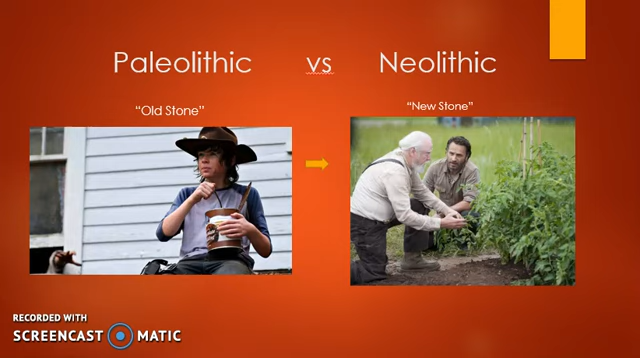 Paleolithic vs Neolithic
“Old Stone”
“New Stone”
RECORDED WITH
SCREENCAST MATIC